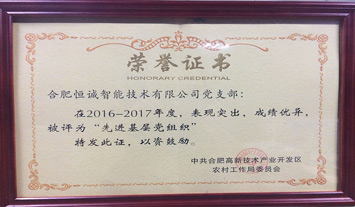 荣誉证书
HONORARY CREDENTIAL
合肥恒诚智能技术有限公司党支部：
在2016—2017年度，表现突出，成绩优异，
被评为“先进基层党组织”
特发此证，以资鼓励。
中共合肥高新技术产业开发区
农村工作局委员会